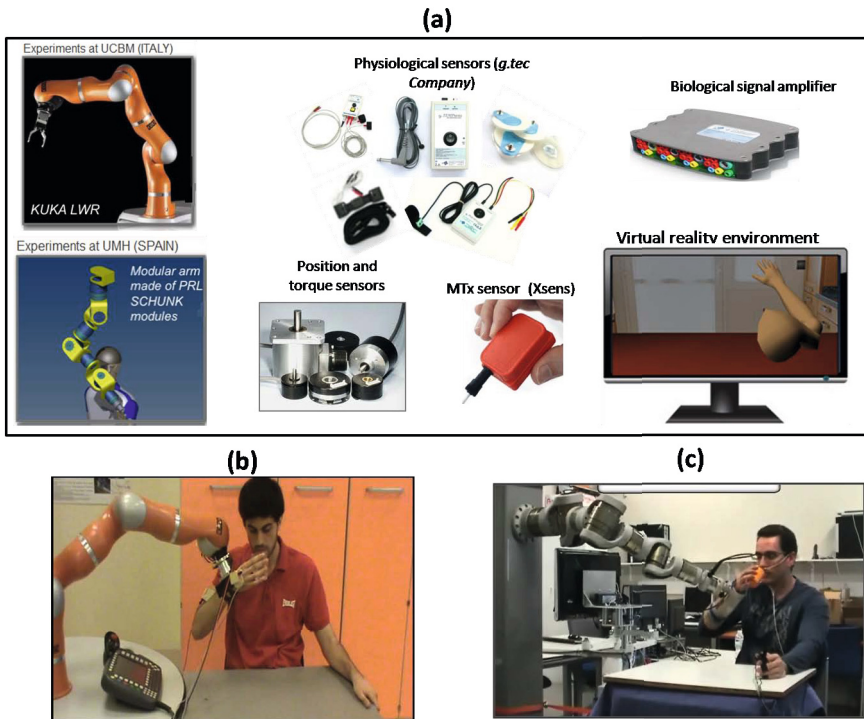 (a)
Experiments at UCBM (ITALY)
KUKA LWR
Experiments at UMH (SPAIN)
Modular arm
made of PRL
SCHUNK
modules
Physiological sensors (g.tec
Company)
Biological signal amplifier
Position and
torque sensors
MTx sensor (Xsens)
Virtual reality environment
(b)
(c)